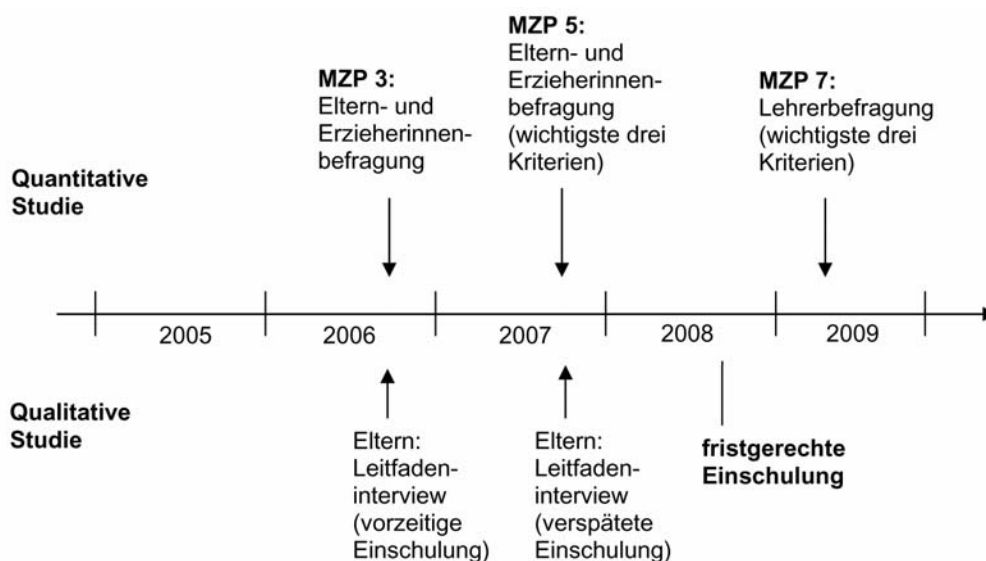 MZP 3:
Eltern- und
Erzieherinnen-
befragung
MZP 5:
Eltern- und
Erzieherinnen-
befragung
(wichtigste drei
Kriterien)
MZP 7:
Lehrerbefragung
(wichtigste drei
Kriterien)
Quantitative
Studie
2005
2006
2007
2008
2009
Qualitative
Studie
Eltern:
Leitfaden-
interview
(vorzeitige
Einschulung)
Eltern:
Leitfaden-
interview
(verspätete
Einschulung)
fristgerechte
Einschulung